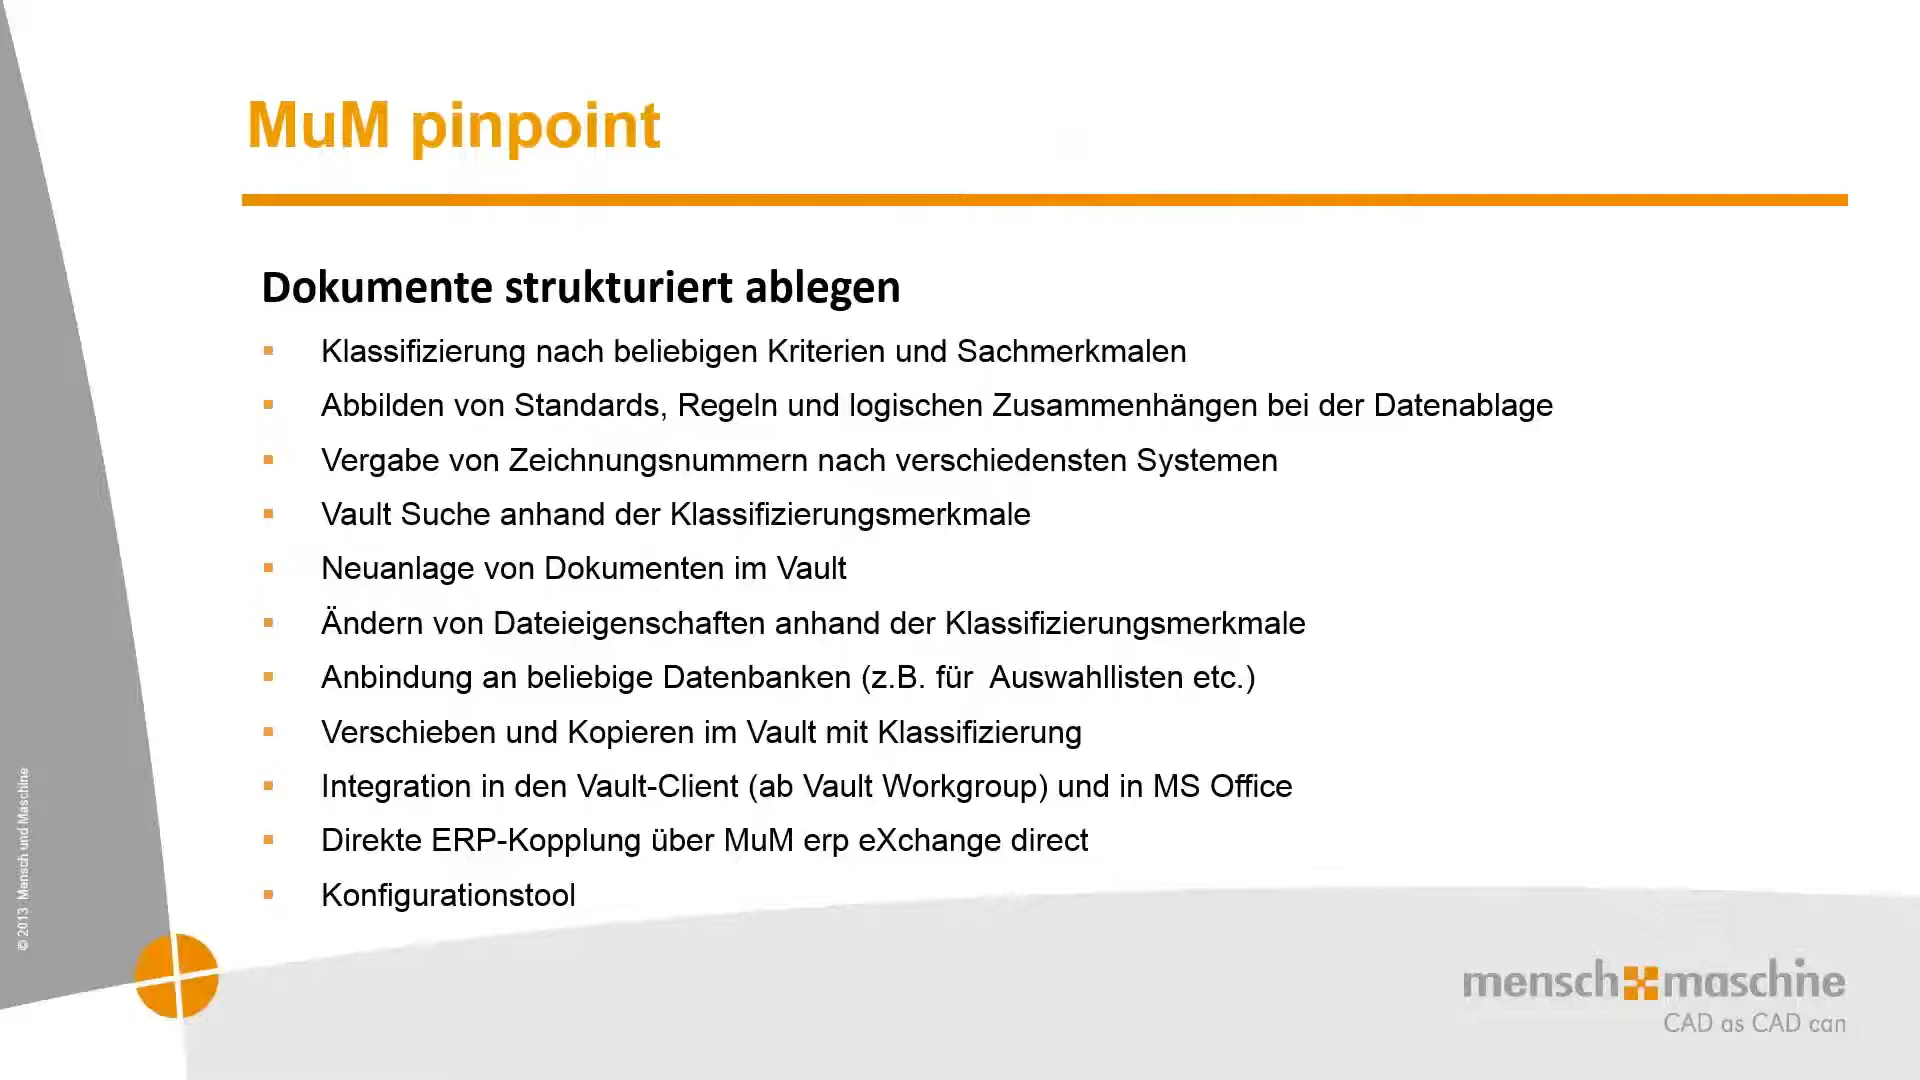 MuM pinpoint
Dokumente strukturiert ablegen
▪ Klassifizierung nach beliebigen Kriterien und Sachmerkmalen
▪ Abbilden von Standards, Regeln und logischen Zusammenhängen bei der Datenablage
▪ Vergabe von Zeichnungsnummern nach verschiedensten Systemen
▪ Vault Suche anhand der Klassifizierungsmerkmale
▪ Neuanlage von Dokumenten im Vault
▪ Ändern von Dateieigenschaften anhand der Klassifizierungsmerkmale
▪ Anbindung an beliebige Datenbanken (z.B. für  Auswahllisten etc.)
▪ Verschieben und Kopieren im Vault mit Klassifizierung
▪ Integration in den Vault-Client (ab Vault Workgroup) und in MS Office
▪ Direkte ERP-Kopplung über MuM erp eXchange direct
▪ Konfigurationstool
© 2013 Mensch und Maschine
mensch maschine
CAD as CAD can